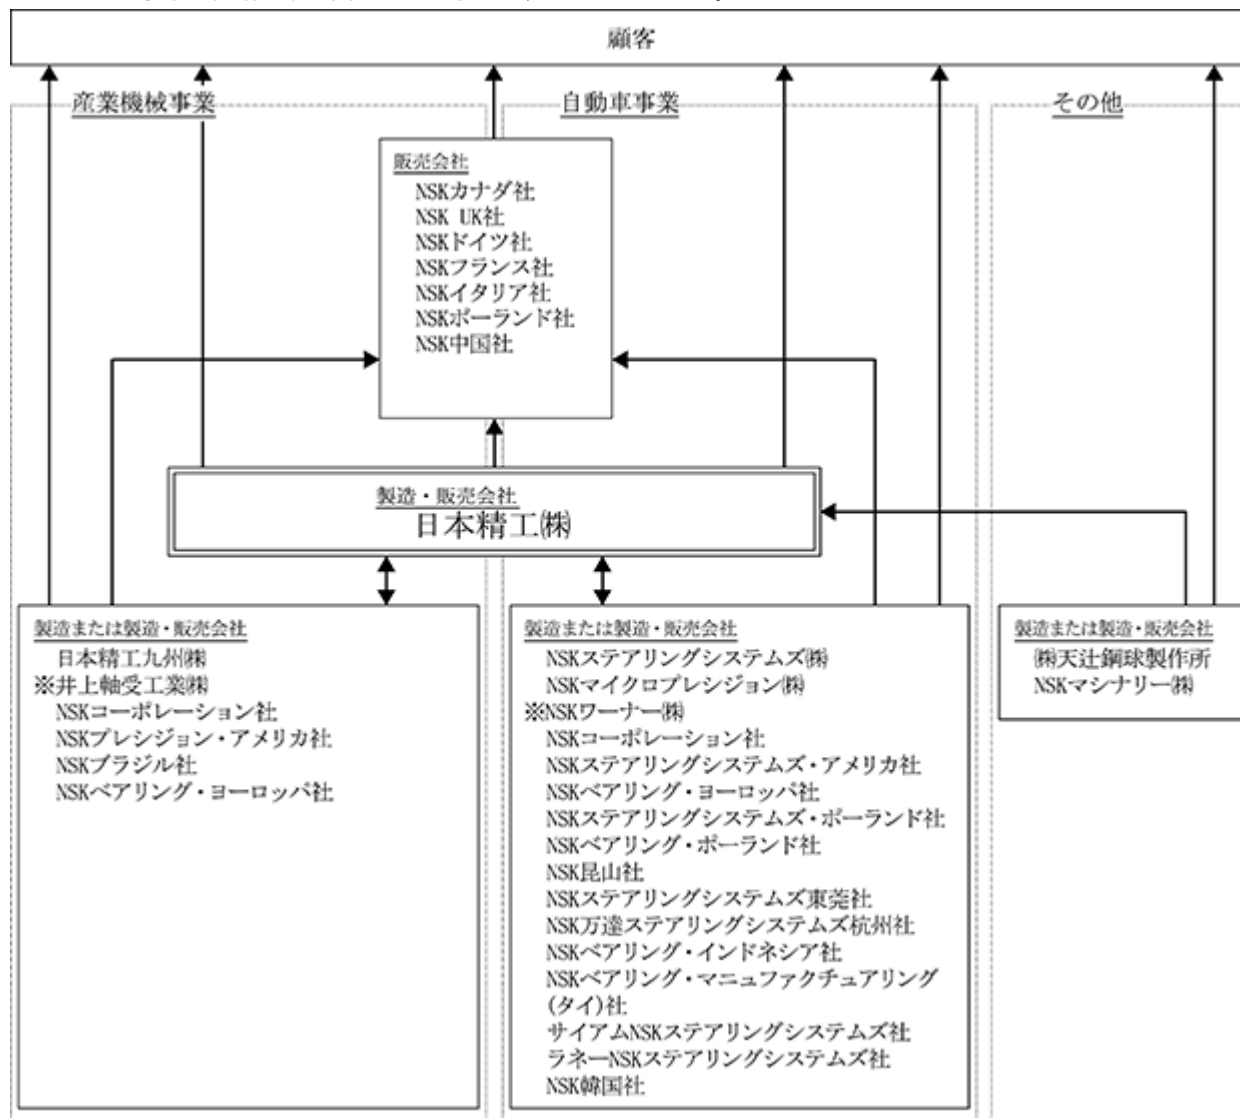 顧客
産業機械事業
自動車事業
その他
販売会社
NSKカナダ社
NSK UK社
NSKドイツ社
NSKフランス社
NSKイタリア社
NSKポーランド社
NSK中国社
製造・販売会社
日本精工㈱
製造または製造・販売会社
日本精工九州㈱
※井上軸受工業㈱
NSKコーポレーション社
NSKプレシジョン・アメリカ社
NSKブラジル社
NSKベアリング・ヨーロッパ社
製造または製造・販売会社
NSKステアリングシステムズ㈱
NSKマイクロプレシジョン㈱
※NSKワーナー㈱
NSKコーポレーション社
NSKステアリングシステムズ・アメリカ社
NSKベアリング・ヨーロッパ社
NSKステアリングシステムズ・ポーランド社
NSKベアリング・ポーランド社
NSK昆山社
NSKステアリングシステムズ東莞社
NSK万達ステアリングシステムズ杭州社
NSKベアリング・インドネシア社
NSKベアリング・マニュファクチュアリング
(タイ)社
サイアムNSKステアリングシステムズ社
ラネーNSKステアリングシステムズ社
NSK韓国社
製造または製造・販売会社
㈱天辻鋼球製作所
NSKマシナリー㈱